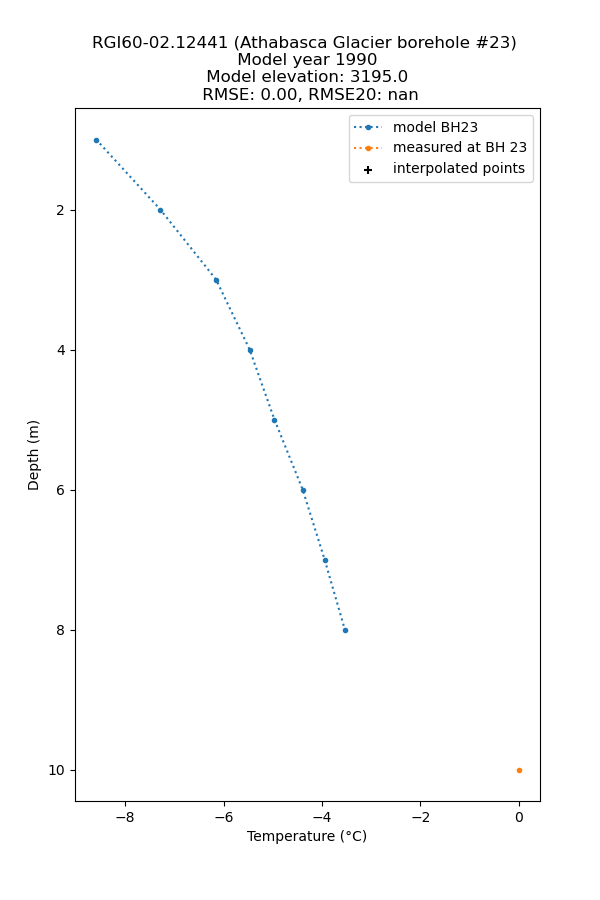 RGI60-02.12441 (Athabasca Glacier borehole #23)
Model year 1990
Model elevation: 3195.0
RMSE: 0.00, RMSE20: nan
model BH23
measured at BH 23
interpolated points
2
4
6
8
10
Depth (m)
−8
−6
−4
−2
0
Temperature (°C)